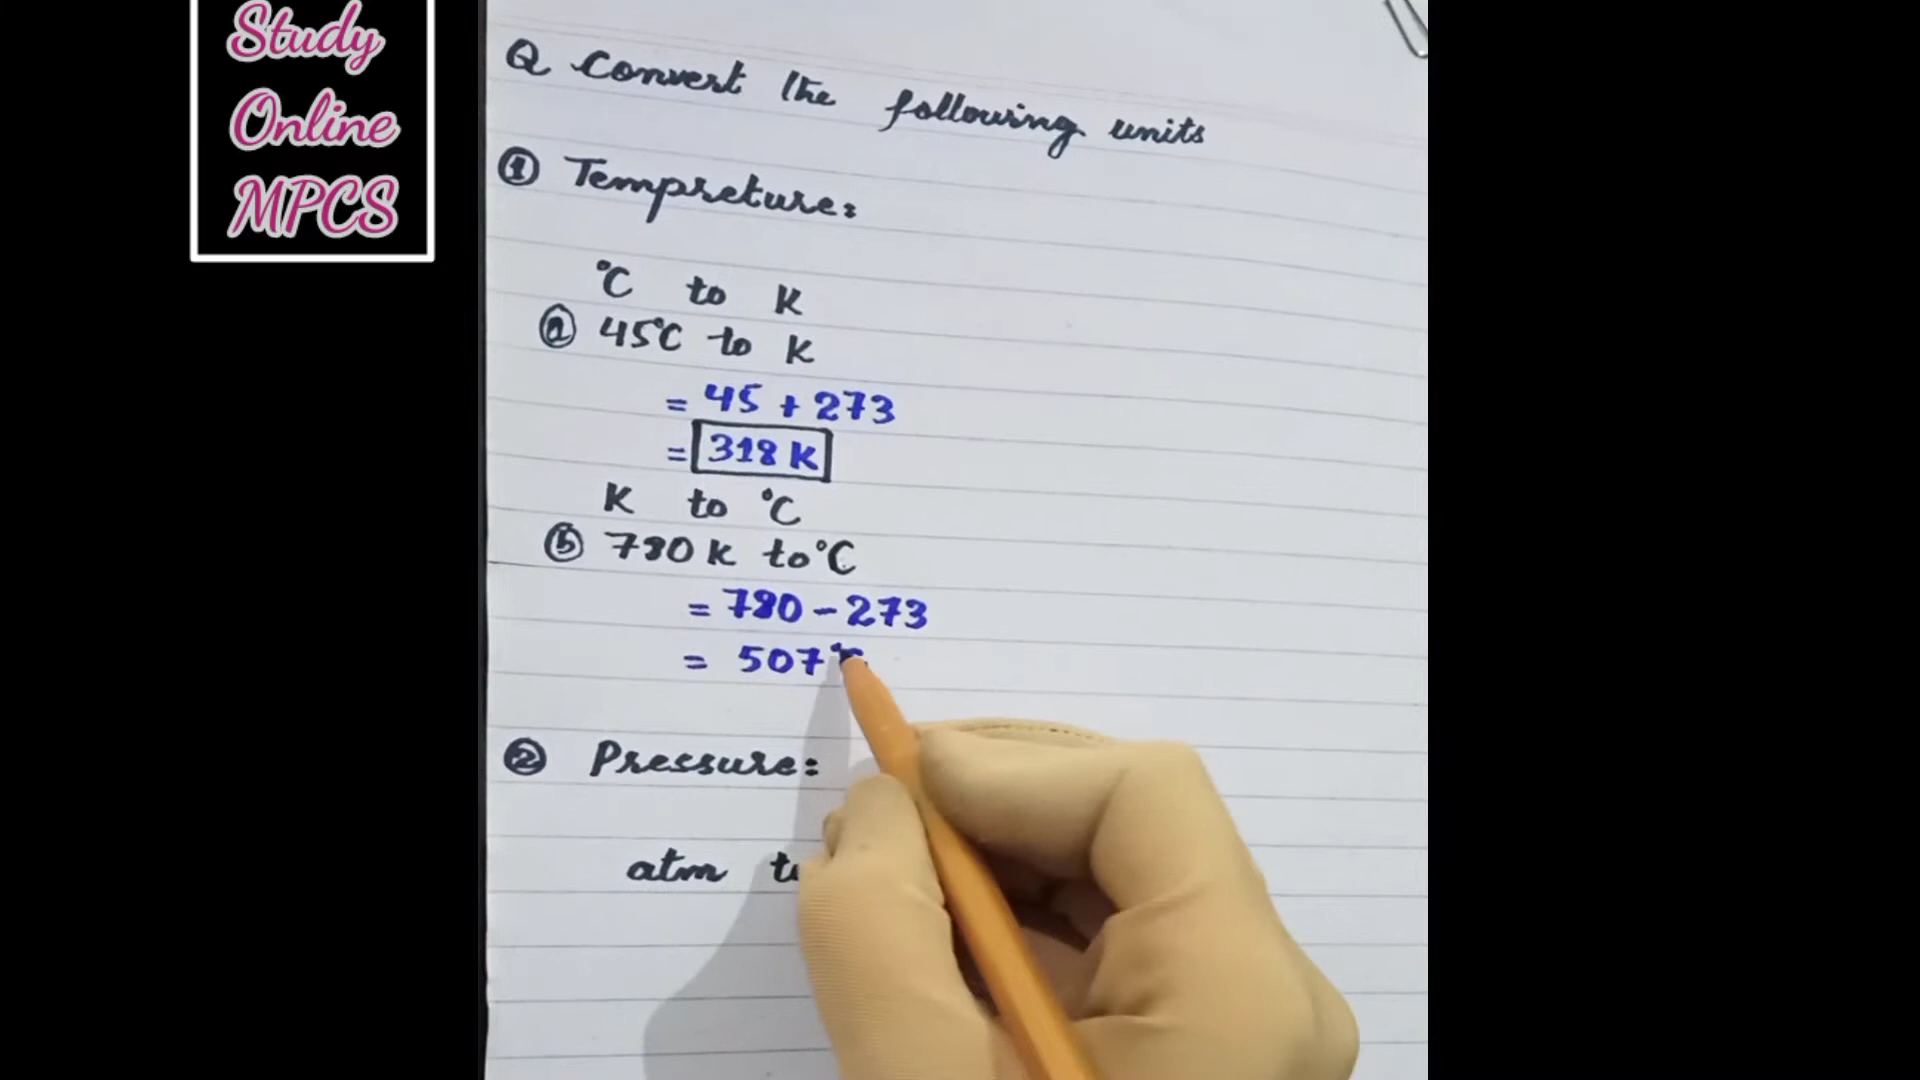 Study
Online
MPCS
Q Convert the following units
① Tempreture:
°C to K
ⓐ 45°C to K
= 45 + 273
= 318 K
K to °C
ⓑ 780 K to °C
= 780 - 273
= 507
② Pressure:
atm